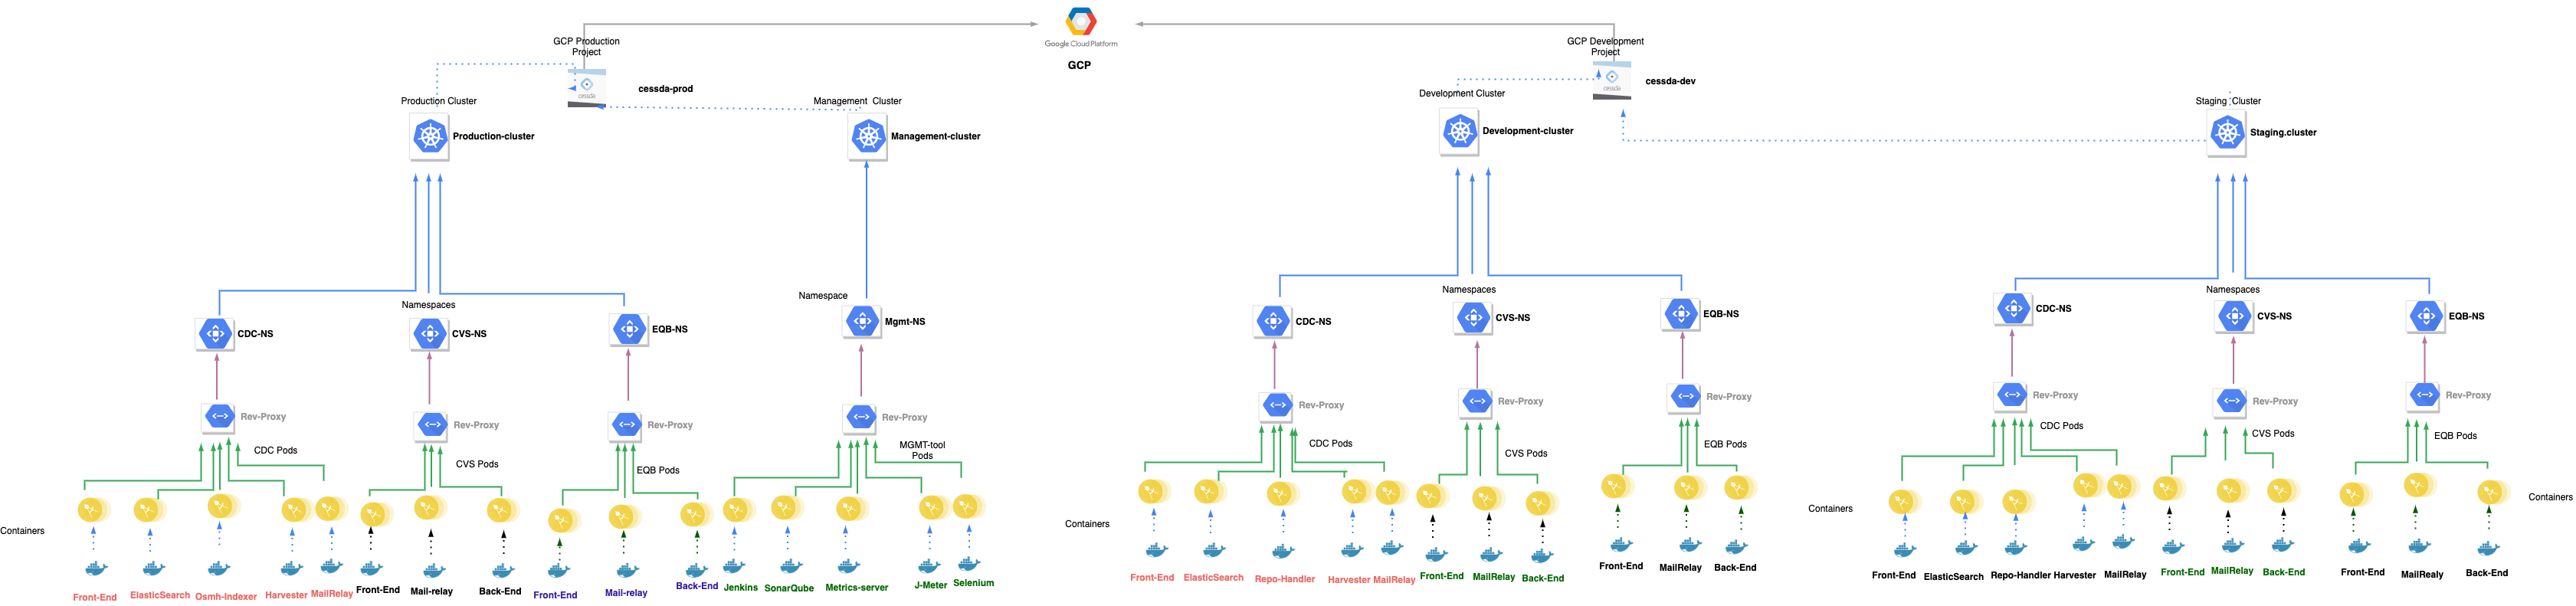 Google Cloud Platform
GCP
GCP Production
Project
cessda
cessda-prod
GCP Development
Project
cessda
cessda-dev
Production Cluster
Production-cluster
Management Cluster
Management-cluster
Development Cluster
Development-cluster
Staging Cluster
Staging.cluster
Namespaces
CDC-NS
CVS-NS
EQB-NS
Namespace
Mgmt-NS
Namespaces
CDC-NS
CVS-NS
EQB-NS
Namespaces
CDC-NS
CVS-NS
EQB-NS
Rev-Proxy
Rev-Proxy
Rev-Proxy
Rev-Proxy
Rev-Proxy
Rev-Proxy
Rev-Proxy
Rev-Proxy
Rev-Proxy
Rev-Proxy
CDC Pods
CVS Pods
EQB Pods
MGMT-tool
Pods
CDC Pods
CVS Pods
EQB Pods
CDC Pods
CVS Pods
EQB Pods
Containers
Containers
Containers
Containers
Front-End
ElasticSearch
Osmh-Indexer
Harvester
MailRelay
Front-End
Mail-relay
Back-End
Front-End
Mail-relay
Back-End
Jenkins
SonarQube
Metrics-server
J-Meter
Selenium
Front-End
ElasticSearch
Repo-Handler
Harvester
MailRelay
Front-End
MailRelay
Back-End
Front-End
MailRelay
Back-End
Front-End
ElasticSearch
Repo-Handler
Harvester
MailRelay
Front-End
MailRelay
Back-End
Front-End
MailRealy
Back-End